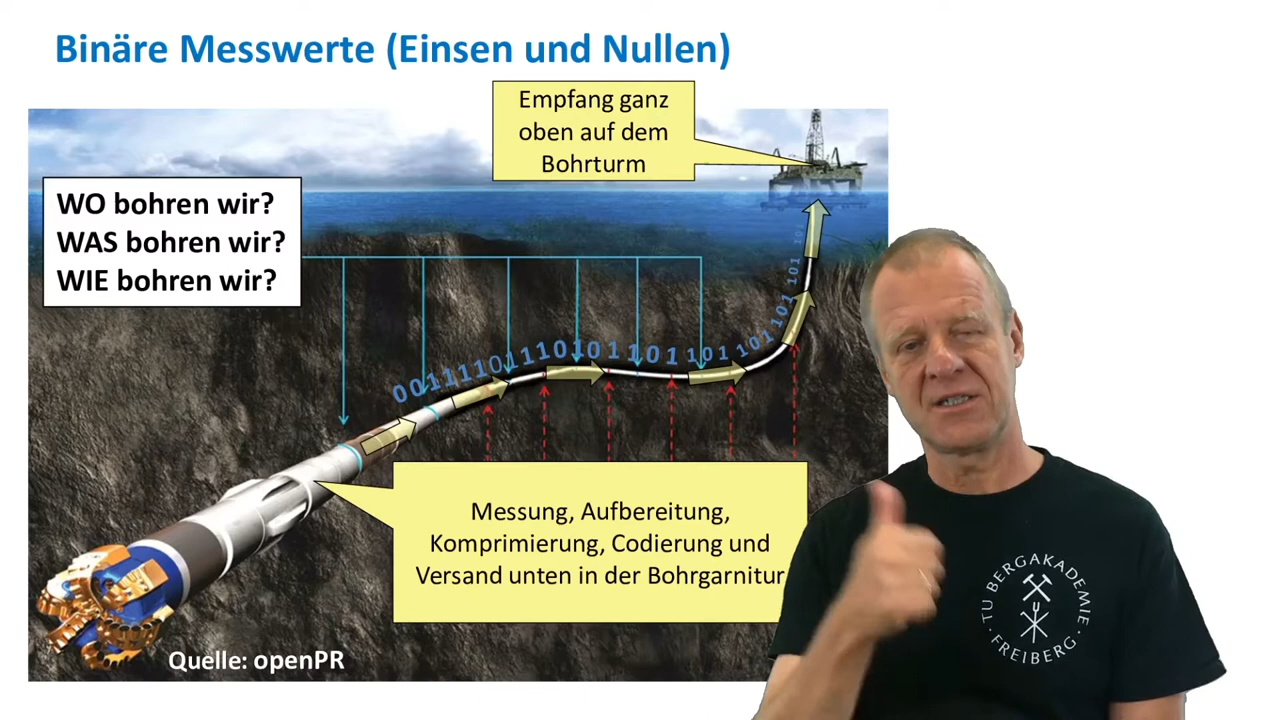 Binäre Messwerte (Einsen und Nullen)
Empfang ganz
oben auf dem
Bohrturm
WO bohren wir?
WAS bohren wir?
WIE bohren wir?
001111011101011011011011011011
Messung, Aufbereitung,
Komprimierung, Codierung und
Versand unten in der Bohrgarnitur
Quelle: openPR
TU BERGAKADEMIE
· FREIBERG ·